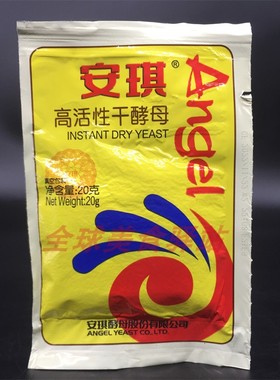 安琪®
Angel
高活性干酵母
INSTANT DRY YEAST
净含量:20克
Net Weight:20g
安琪酵母股份有限公司
ANGEL YEAST CO., LTD.